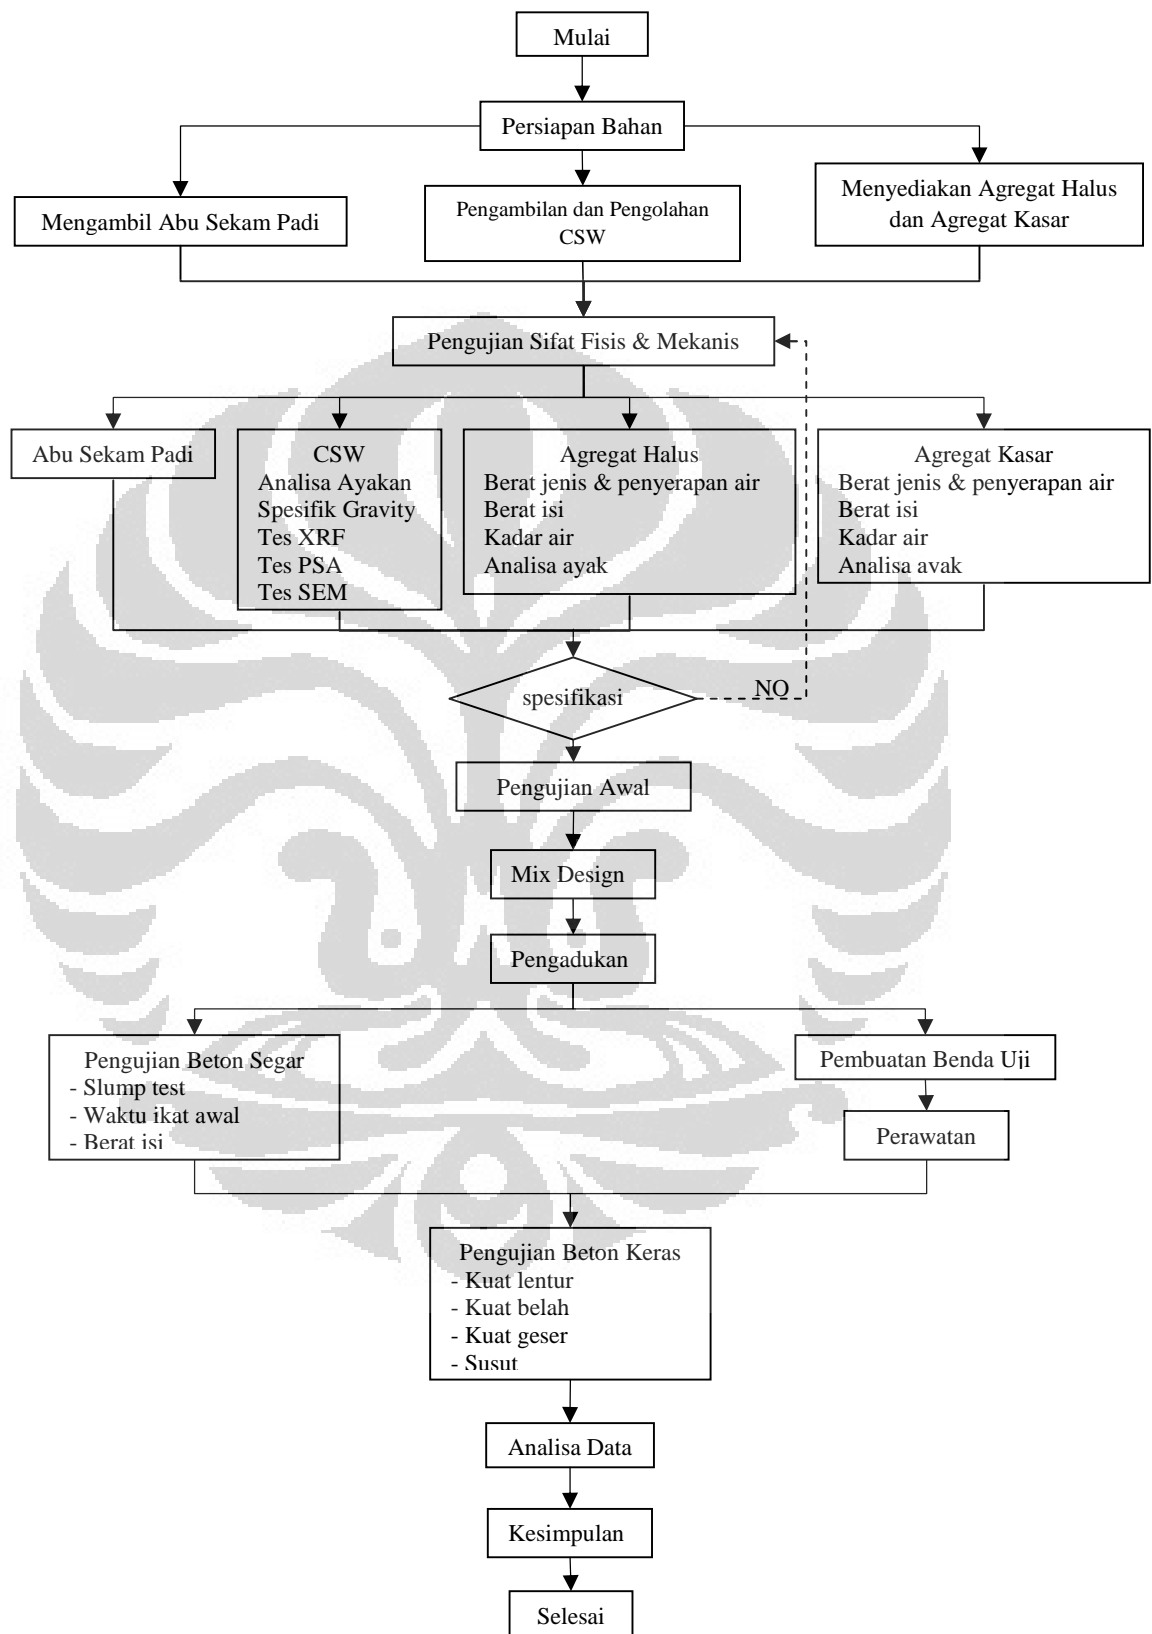 Mulai
Persiapan Bahan
Mengambil Abu Sekam Padi
Pengambilan dan Pengolahan
CSW
Menyediakan Agregat Halus
dan Agregat Kasar
Pengujian Sifat Fisis & Mekanis
Abu Sekam Padi
CSW
Analisa Ayakan
Spesifik Gravity
Tes XRF
Tes PSA
Tes SEM
Agregat Halus
Berat jenis & penyerapan air
Berat isi
Kadar air
Analisa ayak
Agregat Kasar
Berat jenis & penyerapan air
Berat isi
Kadar air
Analisa ayak
spesifikasi
NO
Pengujian Awal
Mix Design
Pengadukan
Pengujian Beton Segar
- Slump test
- Waktu ikat awal
- Berat isi
Pembuatan Benda Uji
Perawatan
Pengujian Beton Keras
- Kuat lentur
- Kuat belah
- Kuat geser
- Susut
Analisa Data
Kesimpulan
Selesai